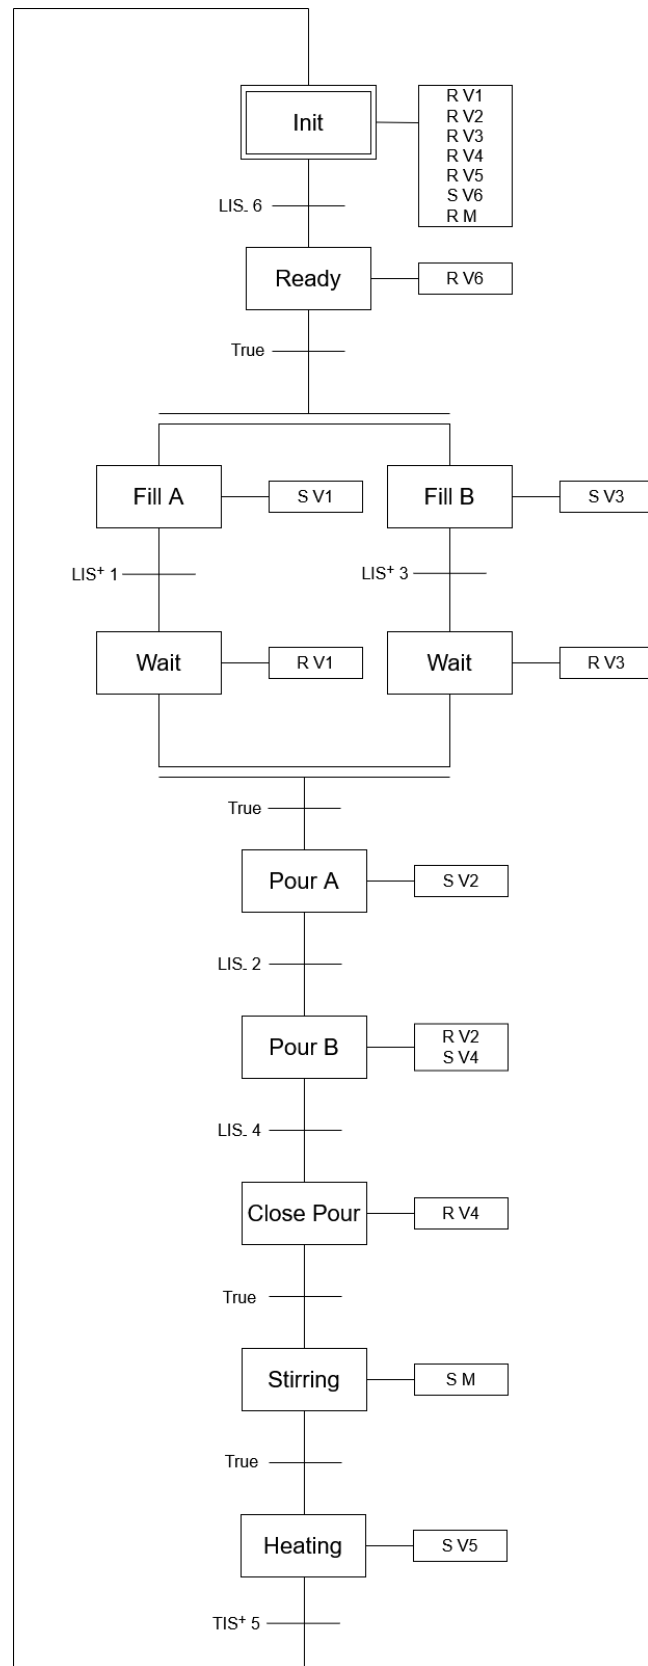 Init
R V1
R V2
R V3
R V4
R V5
S V6
R M
LIS- 6
Ready
R V6
True
Fill A
S V1
Fill B
S V3
LIS+ 1
LIS+ 3
Wait
R V1
Wait
R V3
True
Pour A
S V2
LIS- 2
Pour B
R V2
S V4
LIS- 4
Close Pour
R V4
True
Stirring
S M
True
Heating
S V5
TIS+ 5